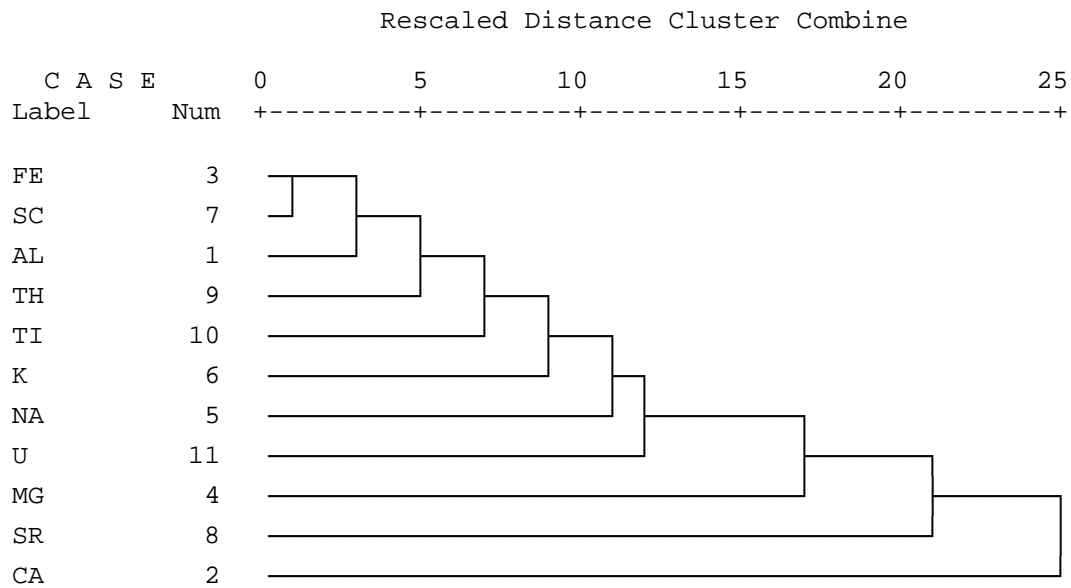 Rescaled Distance Cluster Combine
C A S E 0 5 10 15 20 25
Label Num +---------+---------+---------+---------+---------+
FE 3
SC 7
AL 1
TH 9
TI 10
K 6
NA 5
U 11
MG 4
SR 8
CA 2